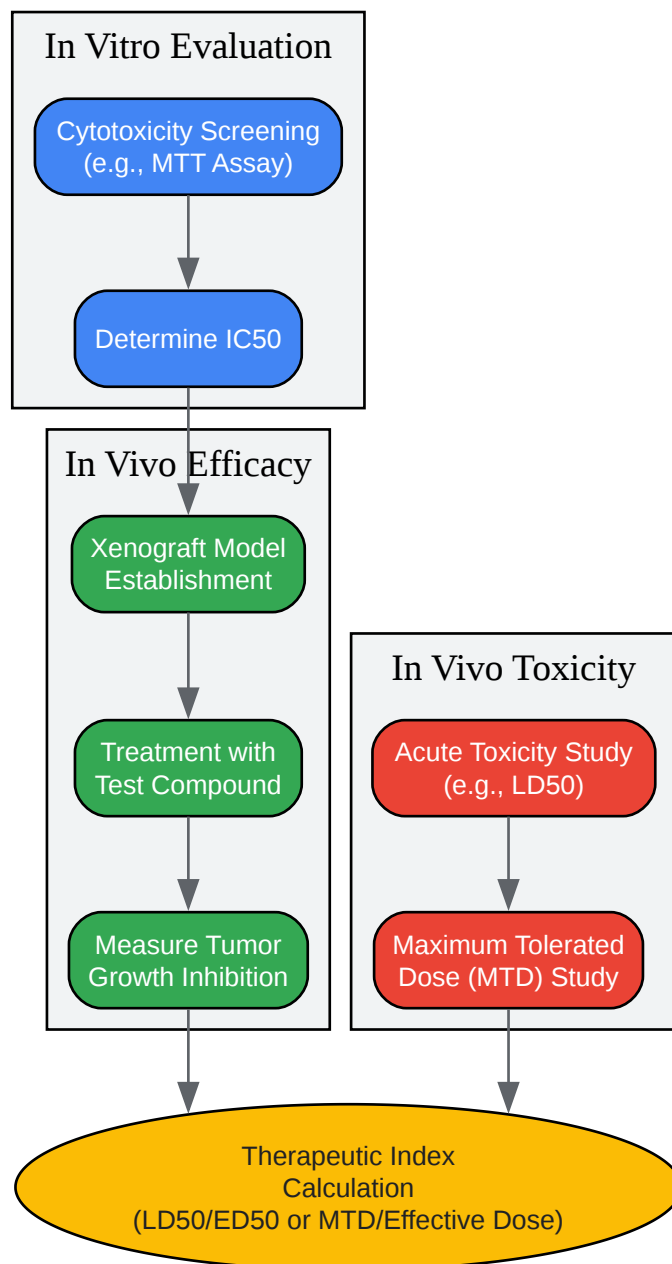 In Vitro Evaluation
Cytotoxicity Screening
(e.g., MTT Assay)
Determine IC50
In Vivo Efficacy
Xenograft Model
Establishment
Treatment with
Test Compound
Measure Tumor
Growth Inhibition
In Vivo Toxicity
Acute Toxicity Study
(e.g., LD50)
Maximum Tolerated
Dose (MTD) Study
Therapeutic Index
Calculation
(LD50/ED50 or MTD/Effective Dose)